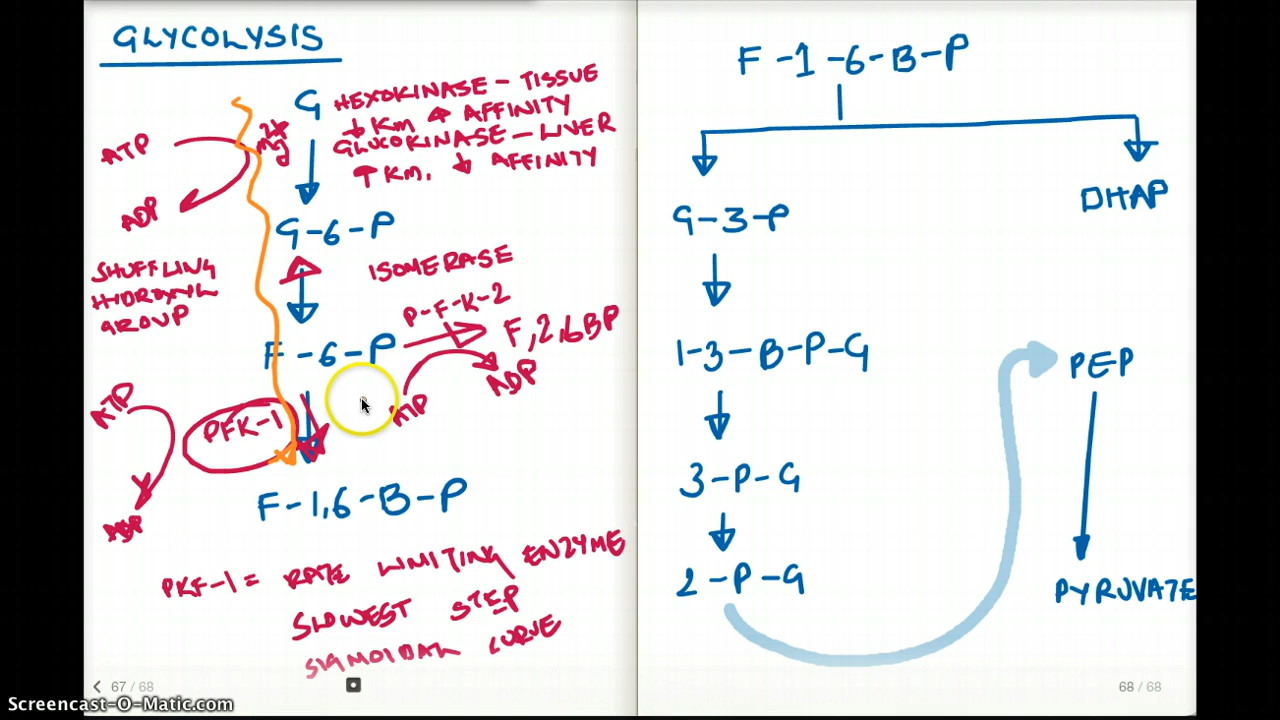 GLYCOLYSIS
G
HEXOKINASE - TISSUE
↓ Km ↑ AFFINITY
GLUCOKINASE - LIVER
↑ Km. ↓ AFFINITY
ATP
Mg2+
ADP
G-6-P
SHUFFLING
HYDROXYL
GROUP
ISOMERASE
P-F-K-2
F-6-P
F,2,6BP
ADP
ATP
ATP
PFK-1
ADP
F-1,6-B-P
PKF-1 = RATE LIMITING ENZYME
SLOWEST STEP
SIGMOIDAL CURVE
67 / 68
F-1-6-B-P
G-3-P
DHAP
1-3-B-P-G
PEP
3-P-G
2-P-G
PYRUVATE
68 / 68
Screencast-O-Matic.com